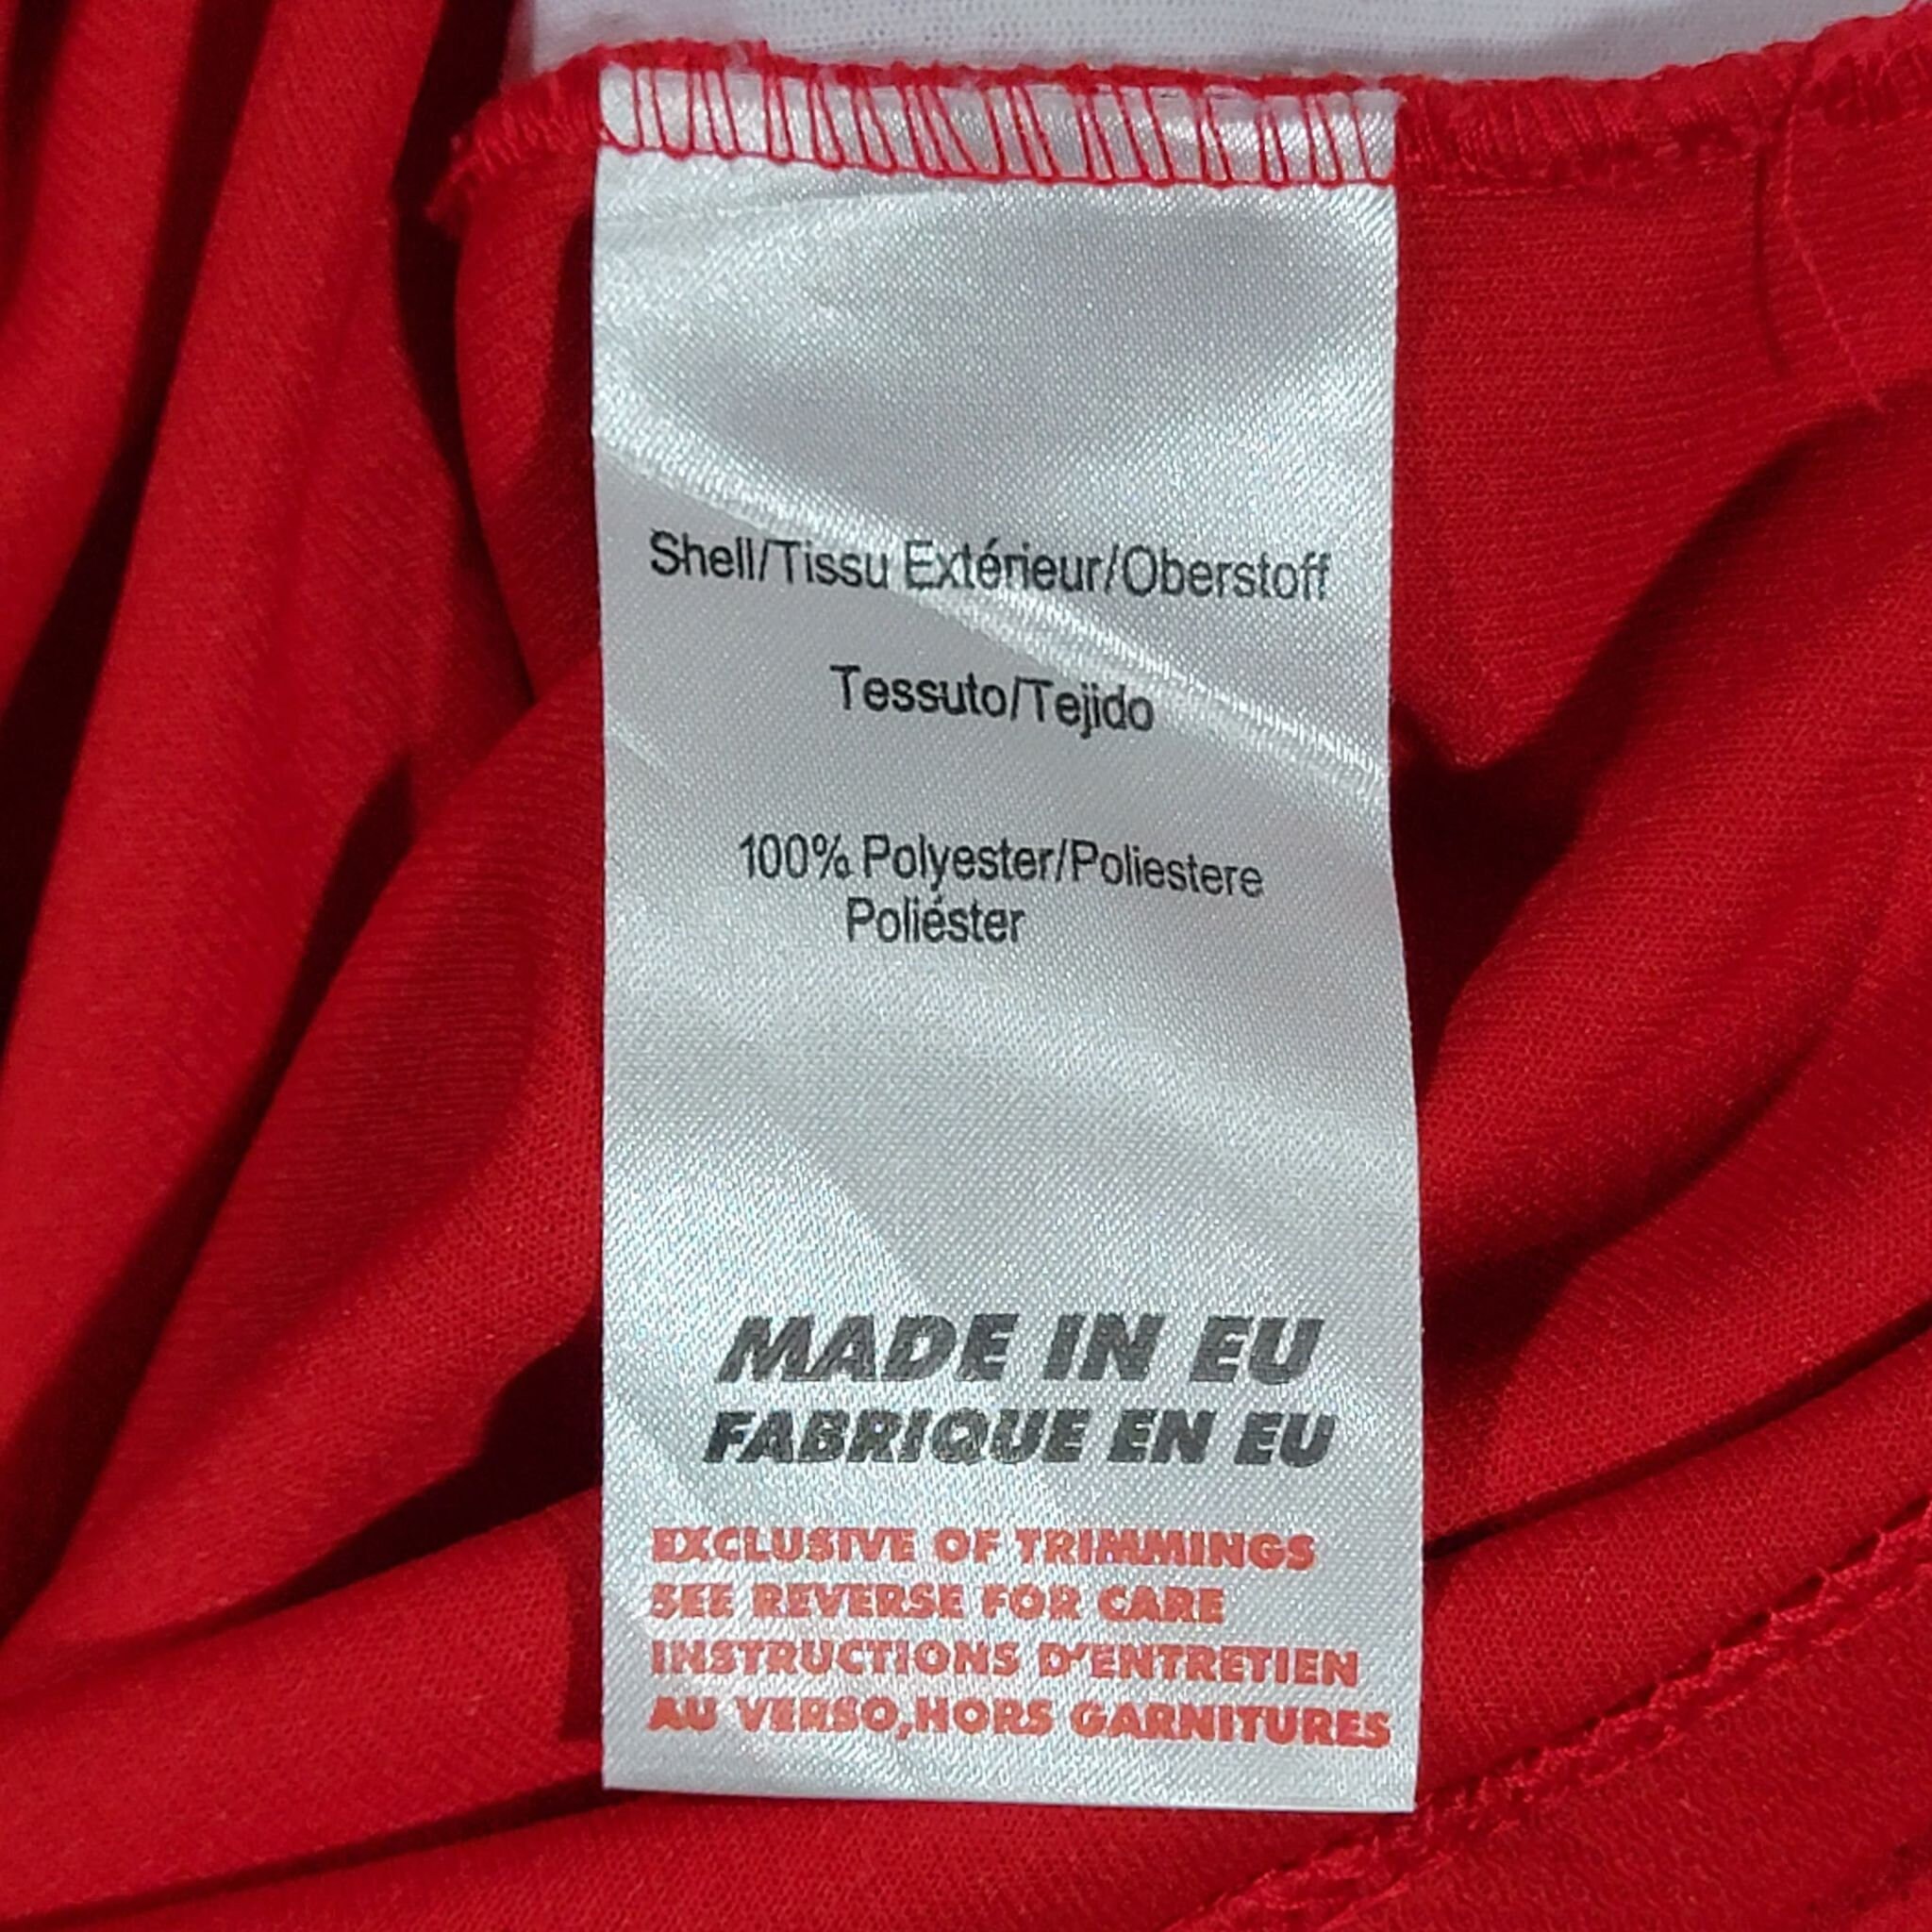 Shell/Tissu Extérieur/Oberstoff
Tessuto/Tejido
100% Polyester/Poliestere
Poliéster
MADE IN EU
FABRIQUE EN EU
EXCLUSIVE OF TRIMMINGS
SEE REVERSE FOR CARE
INSTRUCTIONS D'ENTRETIEN
AU VERSO,HORS GARNITURES